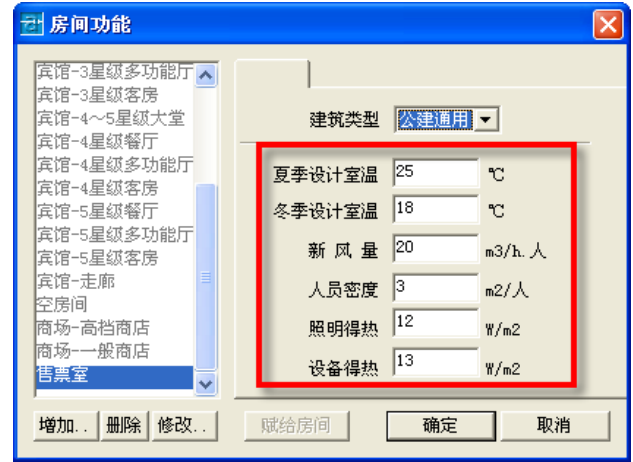 房间功能
宾馆-3星级多功能厅
宾馆-3星级客房
宾馆-4～5星级大堂
宾馆-4星级餐厅
宾馆-4星级多功能厅
宾馆-4星级客房
宾馆-5星级餐厅
宾馆-5星级多功能厅
宾馆-5星级客房
宾馆-走廊
空房间
商场-高档商店
商场-一般商店
售票室
建筑类型 公建通用
夏季设计室温 25 ℃
冬季设计室温 18 ℃
新 风 量 20 m3/h.人
人员密度 3 m2/人
照明得热 12 W/m2
设备得热 13 W/m2
增加.. 删除 修改.. 赋给房间 确定 取消